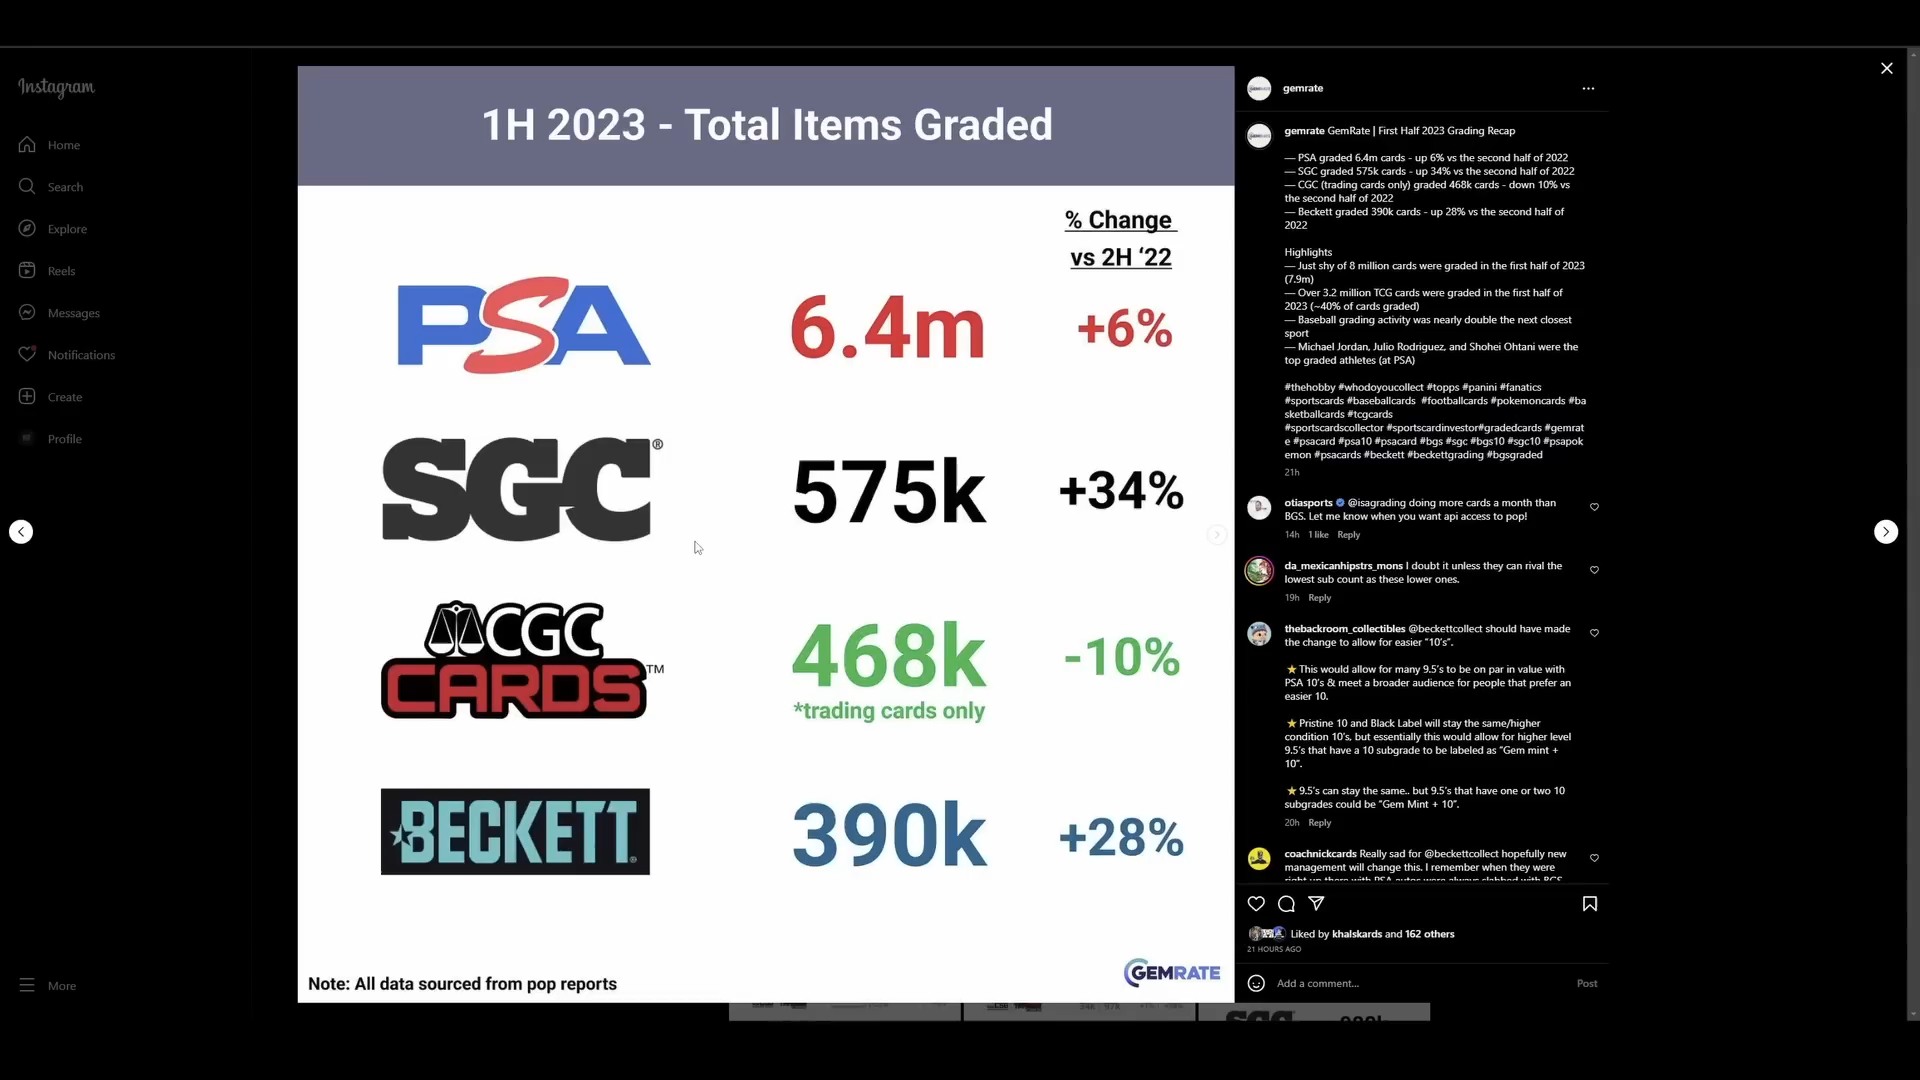 Instagram
Home
Search
Explore
Reels
Messages
Notifications
Create
Profile
More
1H 2023 - Total Items Graded
% Change
vs 2H ‘22
PSA
6.4m
+6%
SGC®
575k
+34%
CGC
CARDS™
468k
-10%
*trading cards only
BECKETT
390k
+28%
Note: All data sourced from pop reports
GEMRATE
gemrate
gemrate GemRate | First Half 2023 Grading Recap
— PSA graded 6.4m cards - up 6% vs the second half of 2022
— SGC graded 575k cards - up 34% vs the second half of 2022
— CGC (trading cards only) graded 468k cards - down 10% vs
the second half of 2022
— Beckett graded 390k cards - up 28% vs the second half of
2022
Highlights
— Just shy of 8 million cards were graded in the first half of 2023
(7.9m)
— Over 3.2 million TCG cards were graded in the first half of
2023 (~40% of cards graded)
— Baseball grading activity was nearly double the next closest
sport
— Michael Jordan, Julio Rodriguez, and Shohei Ohtani were the
top graded athletes (at PSA)
#thehobby #whodoyoucollect #topps #panini #fanatics
#sportscards #baseballcards #footballcards #pokemoncards #ba
sketballcards #tcgcards
#sportscardscollector #sportscardinvestor#gradedcards #gemrat
e #psacard #psa10 #psacard #bgs #sgc #bgs10 #sgc10 #psapok
emon #psacards #beckett #beckettgrading #bgsgraded
21h
otiasports @isagrading doing more cards a month than
BGS. Let me know when you want api access to pop!
14h 1 like Reply
da_mexicanhipstrs_mons I doubt it unless they can rival the
lowest sub count as these lower ones.
19h Reply
thebackroom_collectibles @beckettcollect should have made
the change to allow for easier “10’s”.
⭐This would allow for many 9.5’s to be on par in value with
PSA 10’s & meet a broader audience for people that prefer an
easier 10.
⭐Pristine 10 and Black Label will stay the same/higher
condition 10’s, but essentially this would allow for higher level
9.5’s that have a 10 subgrade to be labeled as “Gem mint +
10”.
⭐9.5’s can stay the same.. but 9.5’s that have one or two 10
subgrades could be “Gem Mint + 10”.
20h Reply
coachnickcards Really sad for @beckettcollect hopefully new
management will change this. I remember when they were
right up there with PSA autos were always slabbed with BGS
Liked by khalskards and 162 others
21 HOURS AGO
Add a comment...
Post